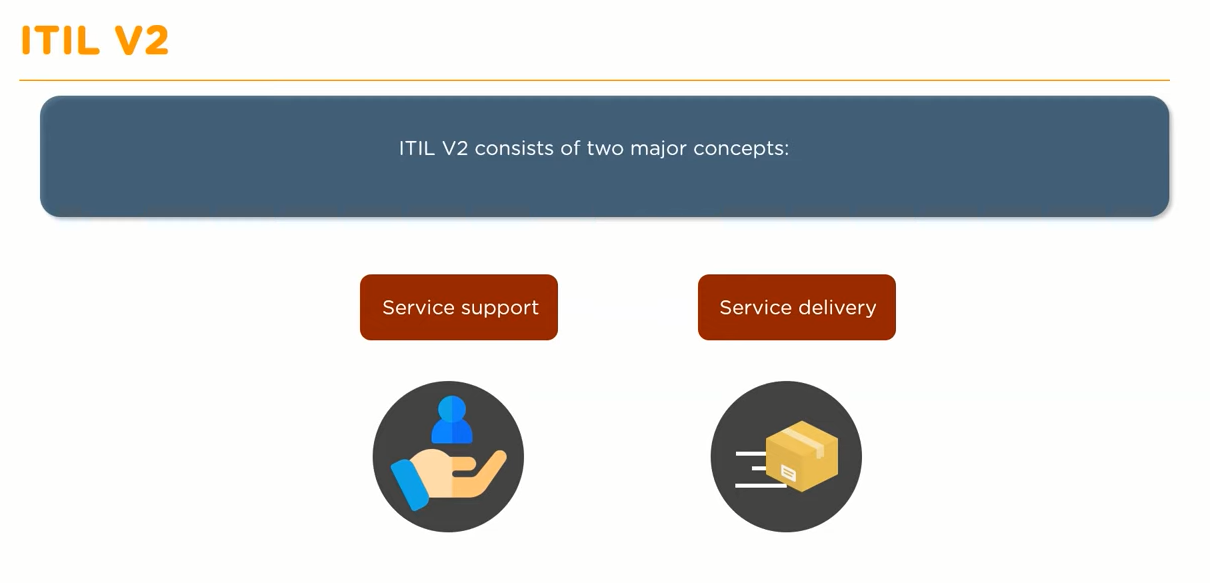 ITIL V2
ITIL V2 consists of two major concepts:
Service support
Service delivery